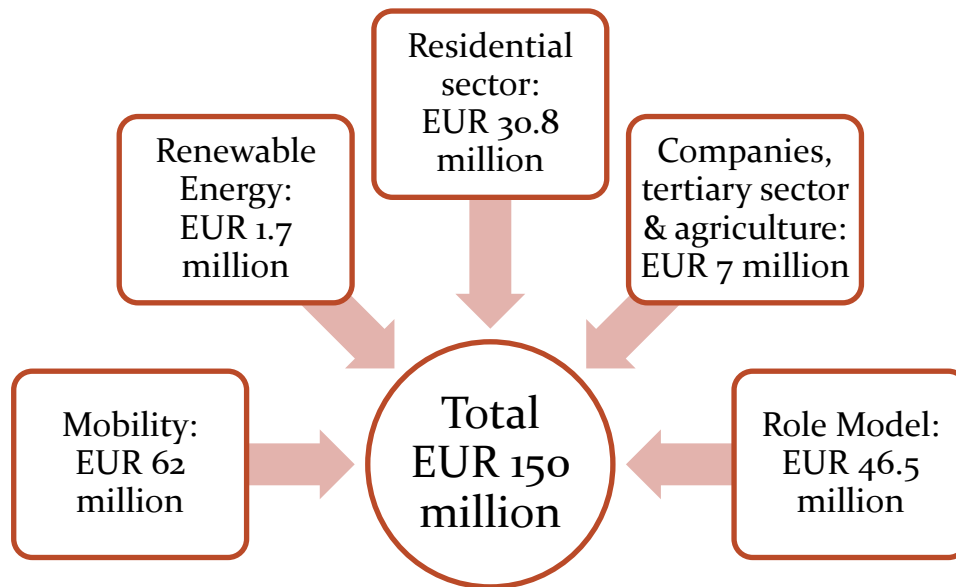 Residential
sector:
EUR 30.8
million
Renewable
Energy:
EUR 1.7
million
Companies,
tertiary sector
& agriculture:
EUR 7 million
Mobility:
EUR 62
million
Total
EUR 150
million
Role Model:
EUR 46.5
million